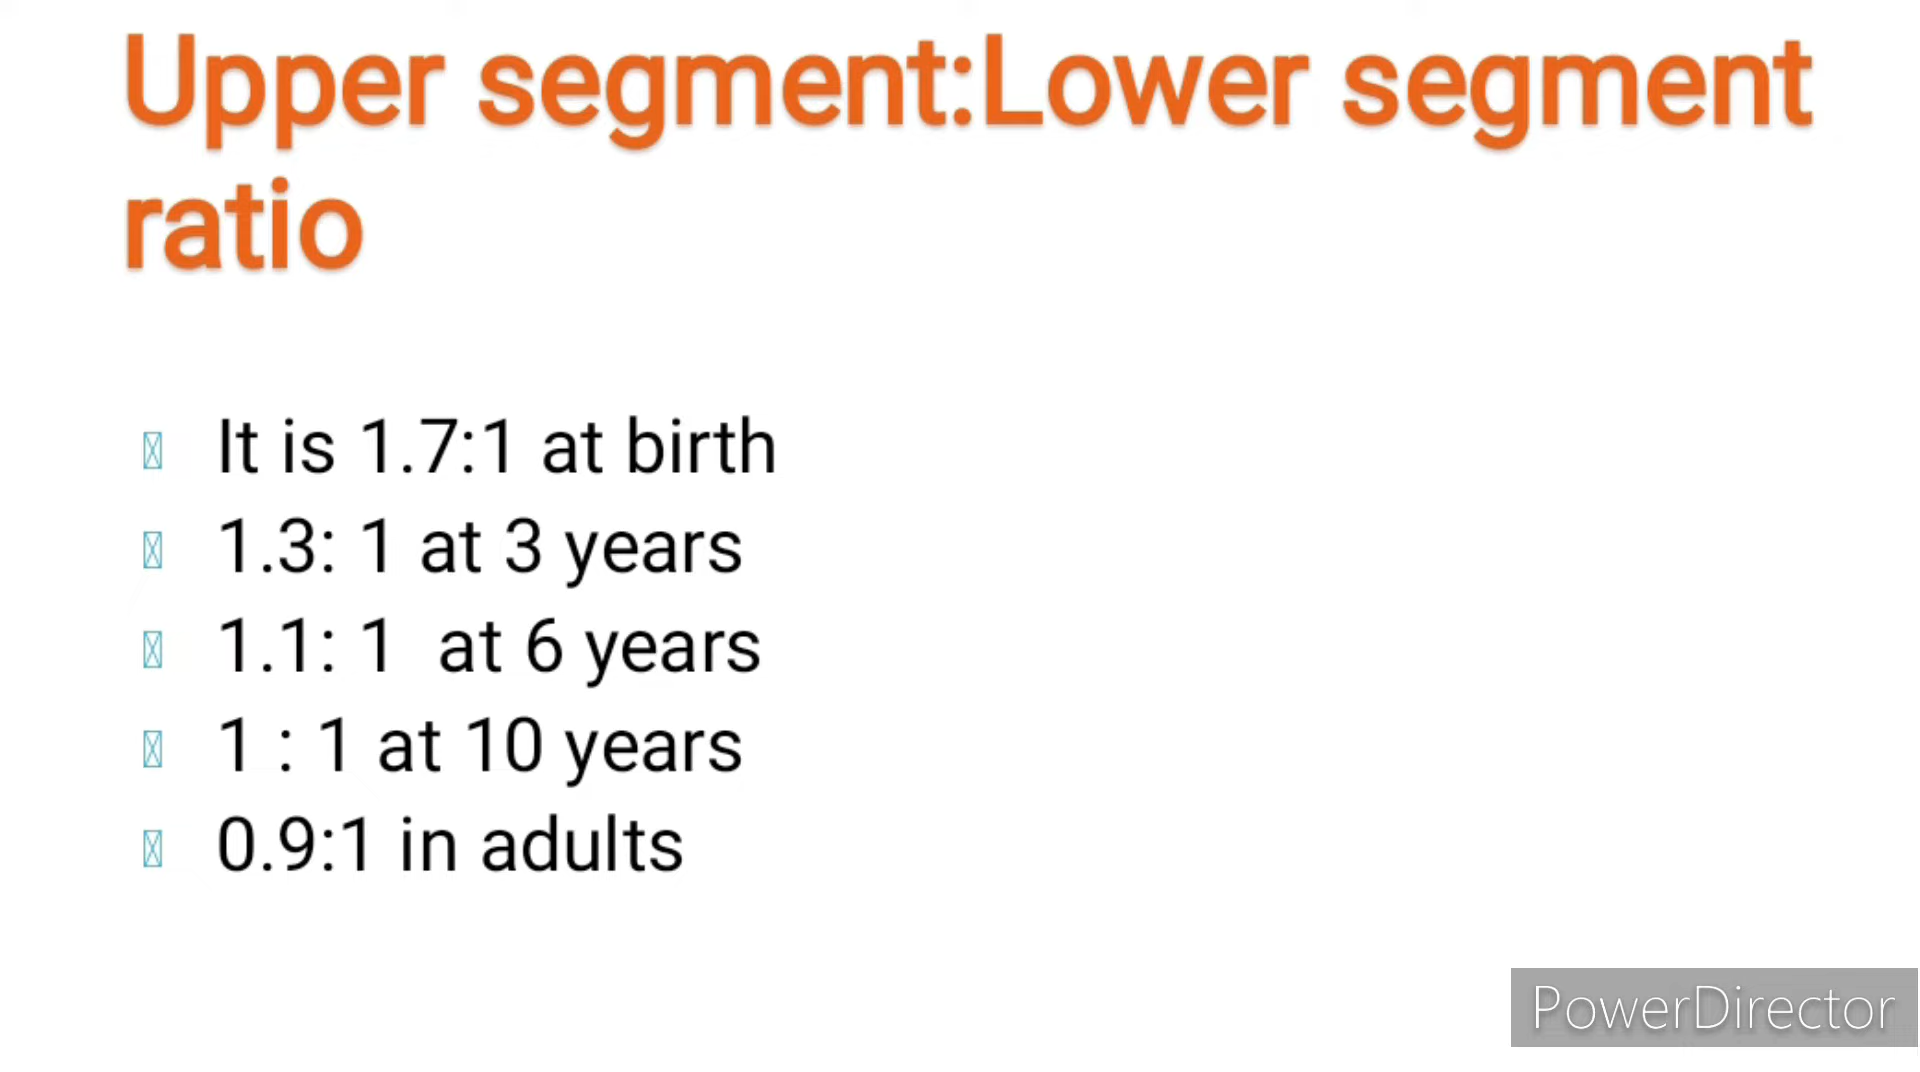 Upper segment:Lower segment
ratio
It is 1.7:1 at birth
1.3: 1 at 3 years
1.1: 1  at 6 years
1 : 1 at 10 years
0.9:1 in adults
PowerDirector